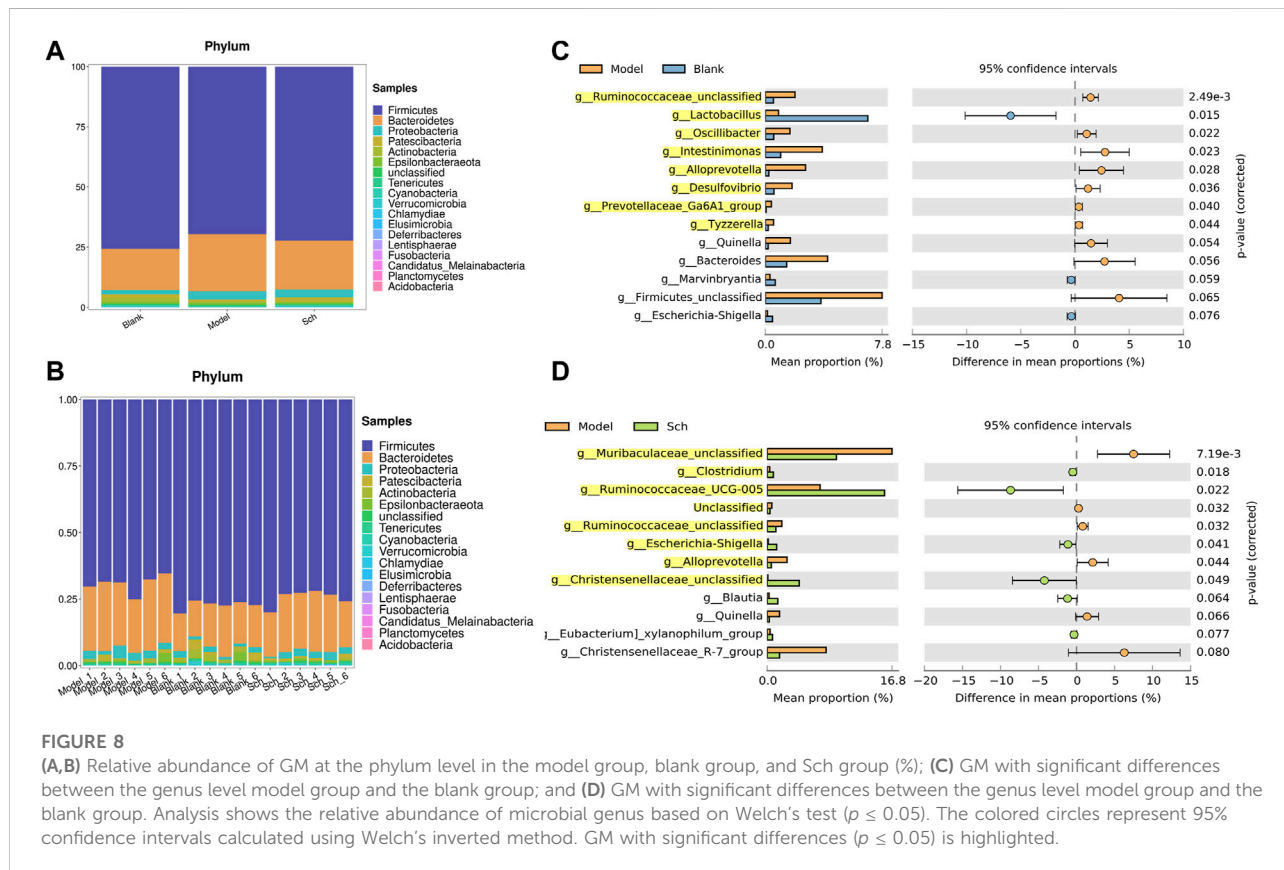 A
Phylum
100
75
50
25
0
Blank
Model
Sch
Samples
Firmicutes
Bacteroidetes
Proteobacteria
Patescibacteria
Actinobacteria
Epsilonbacteraeota
unclassified
Tenericutes
Cyanobacteria
Verrucomicrobia
Chlamydiae
Elusimicrobia
Deferribacteres
Lentisphaerae
Fusobacteria
Candidatus_Melainabacteria
Planctomycetes
Acidobacteria
C
Model Blank
95% confidence intervals
g__Ruminococcaceae_unclassified 2.49e-3
g__Lactobacillus 0.015
g__Oscillibacter 0.022
g__Intestinimonas 0.023
g__Alloprevotella 0.028
g__Desulfovibrio 0.036
g__Prevotellaceae_Ga6A1_group 0.040
g__Tyzzerella 0.044
g__Quinella 0.054
g__Bacteroides 0.056
g__Marvinbryantia 0.059
g__Firmicutes_unclassified 0.065
g__Escherichia-Shigella 0.076
p-value (corrected)
0.0 7.8 −15 −10 −5 0 5 10
Mean proportion (%) Difference in mean proportions (%)
B
Phylum
1.00
0.75
0.50
0.25
0.00
Model_1
Model_2
Model_3
Model_4
Model_5
Model_6
Blank_1
Blank_2
Blank_3
Blank_4
Blank_5
Blank_6
Sch_1
Sch_2
Sch_3
Sch_4
Sch_5
Sch_6
Samples
Firmicutes
Bacteroidetes
Proteobacteria
Patescibacteria
Actinobacteria
Epsilonbacteraeota
unclassified
Tenericutes
Cyanobacteria
Verrucomicrobia
Chlamydiae
Elusimicrobia
Deferribacteres
Lentisphaerae
Fusobacteria
Candidatus_Melainabacteria
Planctomycetes
Acidobacteria
D
Model Sch
95% confidence intervals
g__Muribaculaceae_unclassified 7.19e-3
g__Clostridium 0.018
g__Ruminococcaceae_UCG-005 0.022
Unclassified 0.032
g__Ruminococcaceae_unclassified 0.032
g__Escherichia-Shigella 0.041
g__Alloprevotella 0.044
g__Christensenellaceae_unclassified 0.049
g__Blautia 0.064
g__Quinella 0.066
_[Eubacterium]_xylanophilum_group 0.077
g__Christensenellaceae_R-7_group 0.080
p-value (corrected)
0.0 16.8 −20 −15 −10 −5 0 5 10 15
Mean proportion (%) Difference in mean proportions (%)
FIGURE 8
(A,B) Relative abundance of GM at the phylum level in the model group, blank group, and Sch group (%); (C) GM with significant differences
between the genus level model group and the blank group; and (D) GM with significant differences between the genus level model group and the
blank group. Analysis shows the relative abundance of microbial genus based on Welch's test (p ≤ 0.05). The colored circles represent 95%
confidence intervals calculated using Welch's inverted method. GM with significant differences (p ≤ 0.05) is highlighted.